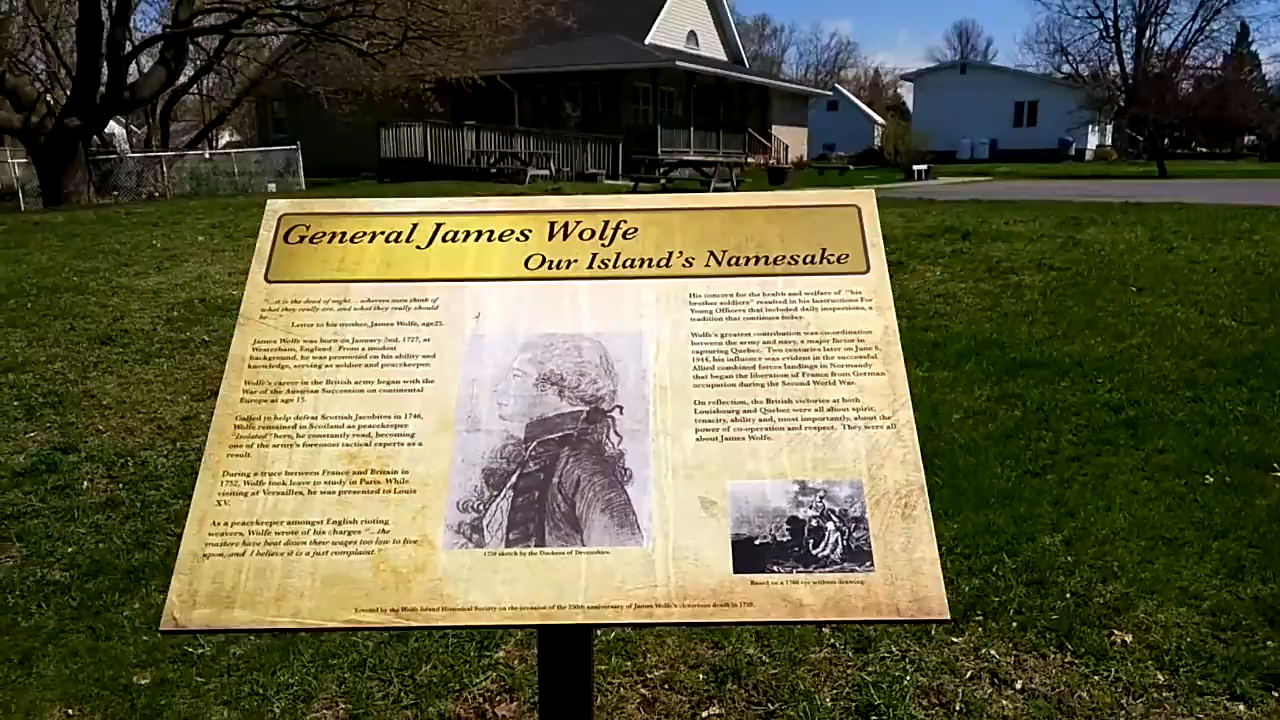 General James Wolfe
Our Island's Namesake
"...it is the dead of night... whereon men think of
what they really are, and what they really should
be..."
Letter to his mother, James Wolfe, age25.
James Wolfe was born on January 2nd, 1727, at
Westerham, England. From a modest
background, he was promoted on his ability and
knowledge, serving as soldier and peacekeeper.
Wolfe's career in the British army began with the
War of the Austrian Succession on continental
Europe at age 15.
Called to help defeat Scottish Jacobites in 1746,
Wolfe remained in Scotland as peacekeeper
"Isolated" here, he constantly read, becoming
one of the army's foremost tactical experts as a
result.
During a truce between France and Britain in
1752, Wolfe took leave to study in Paris. While
visiting at Versailles, he was presented to Louis
XV.
As a peacekeeper amongst English rioting
weavers, Wolfe wrote of his charges "...the
masters have beat down their wages too low to live
upon, and I believe it is a just complaint."
1759 sketch by the Duchess of Devonshire.
His concern for the health and welfare of "his
brother soldiers" resulted in his Instructions For
Young Officers that included daily inspections, a
tradition that continues today.
Wolfe's greatest contribution was co-ordination
between the army and navy, a major factor in
capturing Quebec. Two centuries later on June 6,
1944, his influence was evident in the successful
Allied combined forces landings in Normandy
that began the liberation of France from German
occupation during the Second World War.
On reflection, the British victories at both
Louisbourg and Quebec were all about spirit,
tenacity, ability and, most importantly, about the
power of co-operation and respect. They were all
about James Wolfe.
Based on a 1760 eye witness drawing.
Erected by the Wolfe Island Historical Society on the occasion of the 250th anniversary of James Wolfe's victorious death in 1759.